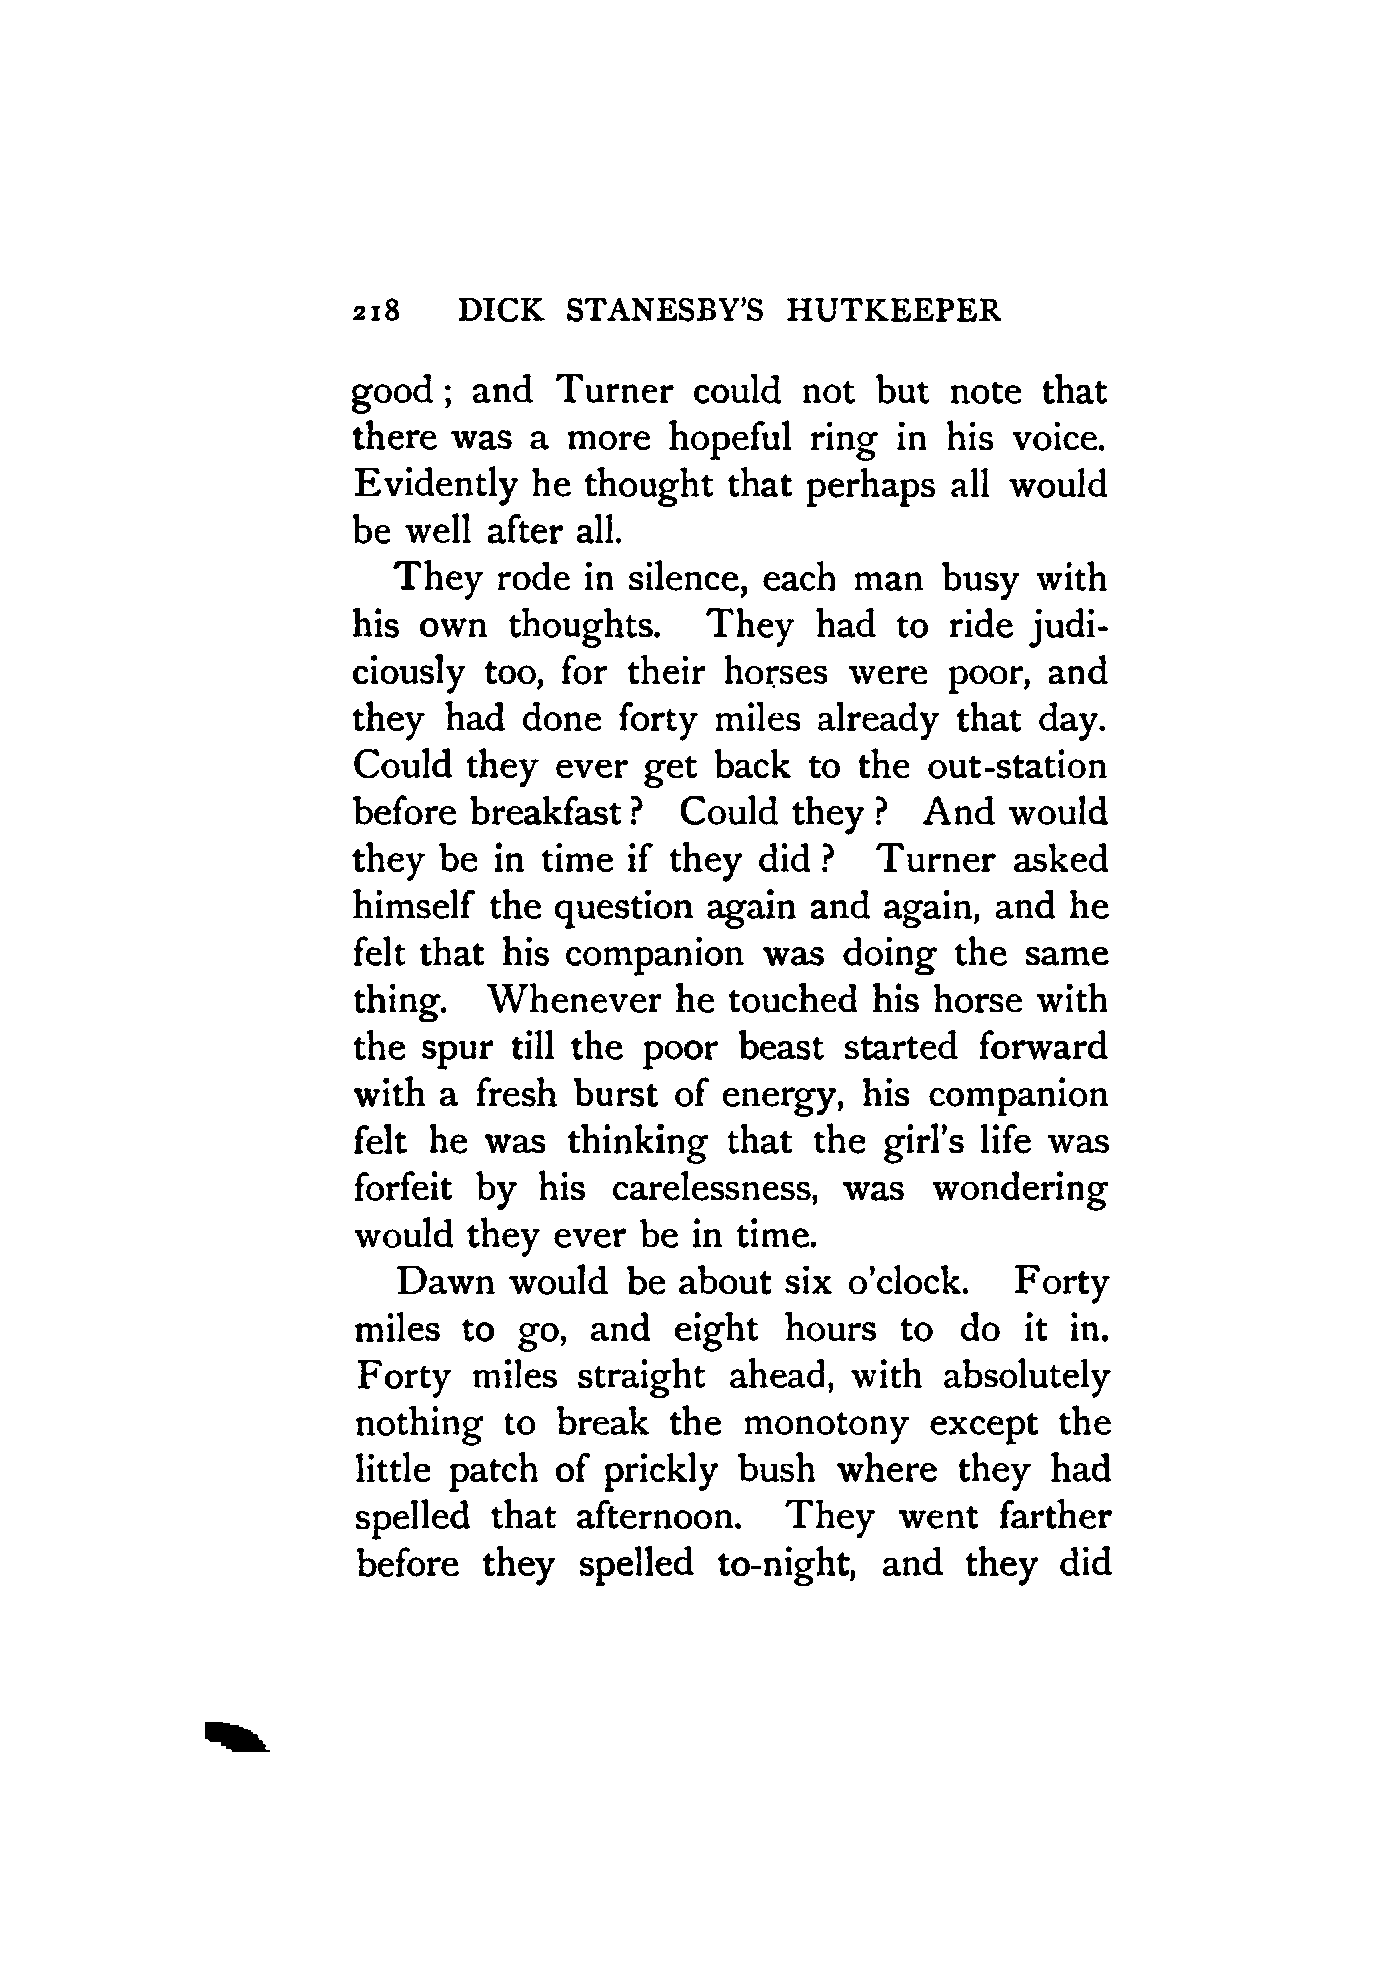 218 DICK STANESBY'S HUTKEEPER
good ; and Turner could not but note that
there was a more hopeful ring in his voice.
Evidently he thought that perhaps all would
be well after all.
They rode in silence, each man busy with
his own thoughts. They had to ride judi-
ciously too, for their horses were poor, and
they had done forty miles already that day.
Could they ever get back to the out-station
before breakfast ? Could they ? And would
they be in time if they did ? Turner asked
himself the question again and again, and he
felt that his companion was doing the same
thing. Whenever he touched his horse with
the spur till the poor beast started forward
with a fresh burst of energy, his companion
felt he was thinking that the girl's life was
forfeit by his carelessness, was wondering
would they ever be in time.
Dawn would be about six o'clock. Forty
miles to go, and eight hours to do it in.
Forty miles straight ahead, with absolutely
nothing to break the monotony except the
little patch of prickly bush where they had
spelled that afternoon. They went farther
before they spelled to-night, and they did